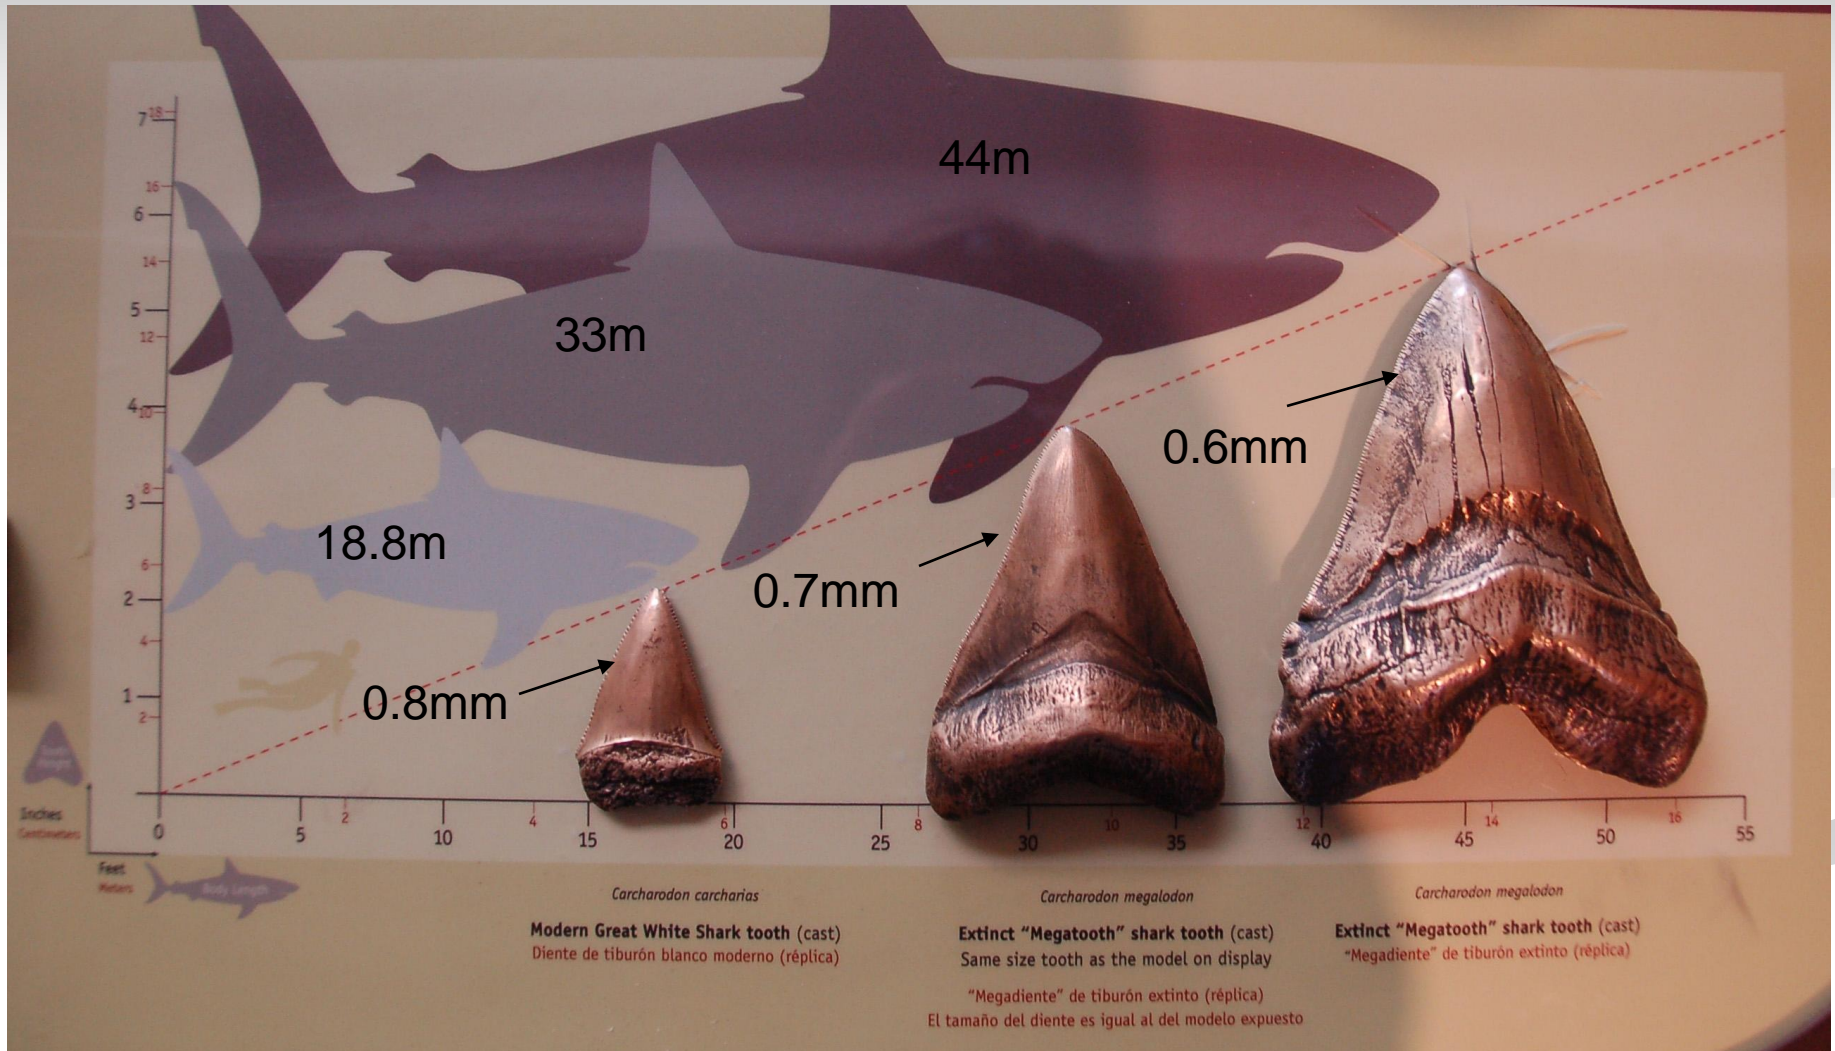 44m
33m
18.8m
0.8mm
0.7mm
0.6mm
7
18
16
6
14
5
12
4
10
8
3
6
2
4
1
2
Tooth
Height
Inches
Centimeters
0
5
2
10
4
15
6
20
8
25
30
10
35
12
40
45
14
50
16
55
Feet
Meters
Body Length
Carcharodon carcharias
Modern Great White Shark tooth (cast)
Diente de tiburón blanco moderno (réplica)
Carcharodon megalodon
Extinct “Megatooth” shark tooth (cast)
Same size tooth as the model on display
“Megadiente” de tiburón extinto (réplica)
El tamaño del diente es igual al del modelo expuesto
Carcharodon megalodon
Extinct “Megatooth” shark tooth (cast)
“Megadiente” de tiburón extinto (réplica)